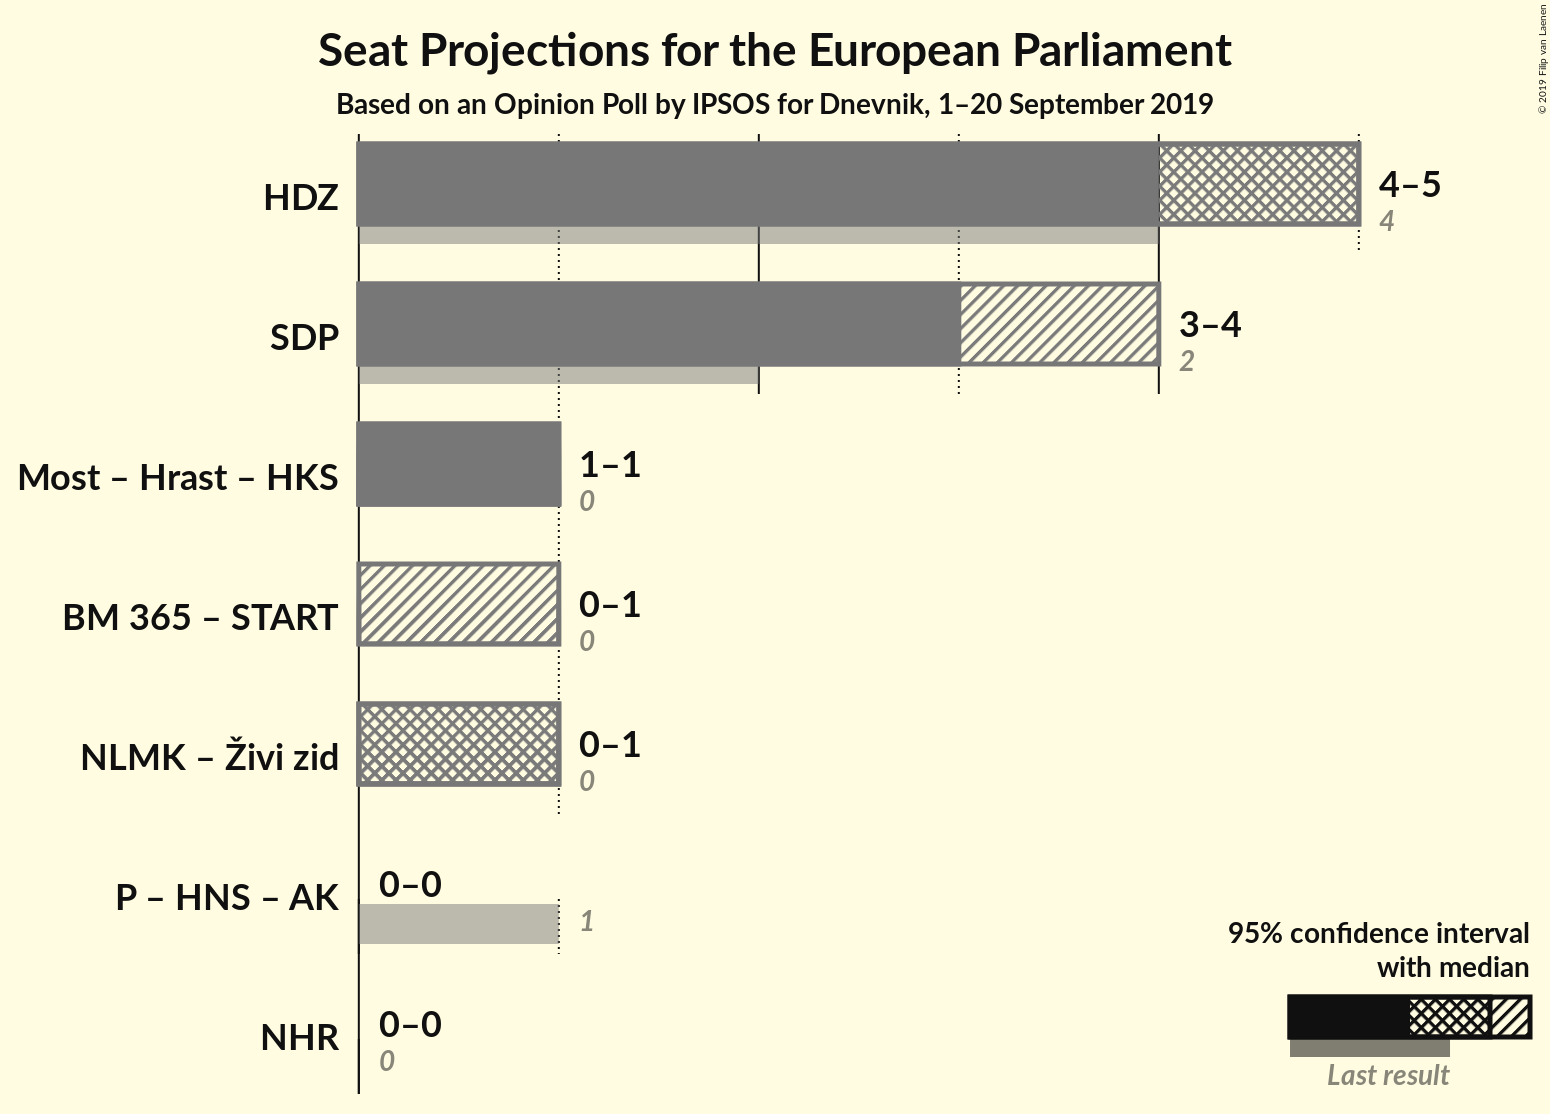 Seat Projections for the European Parliament
Based on an Opinion Poll by IPSOS for Dnevnik, 1–20 September 2019
© 2019 Filip van Laenen
HDZ
4–5
4
SDP
3–4
2
Most – Hrast – HKS
1–1
0
BM 365 – START
0–1
0
NLMK – Živi zid
0–1
0
P – HNS – AK
0–0
1
NHR
0–0
0
95% confidence interval
with median
Last result